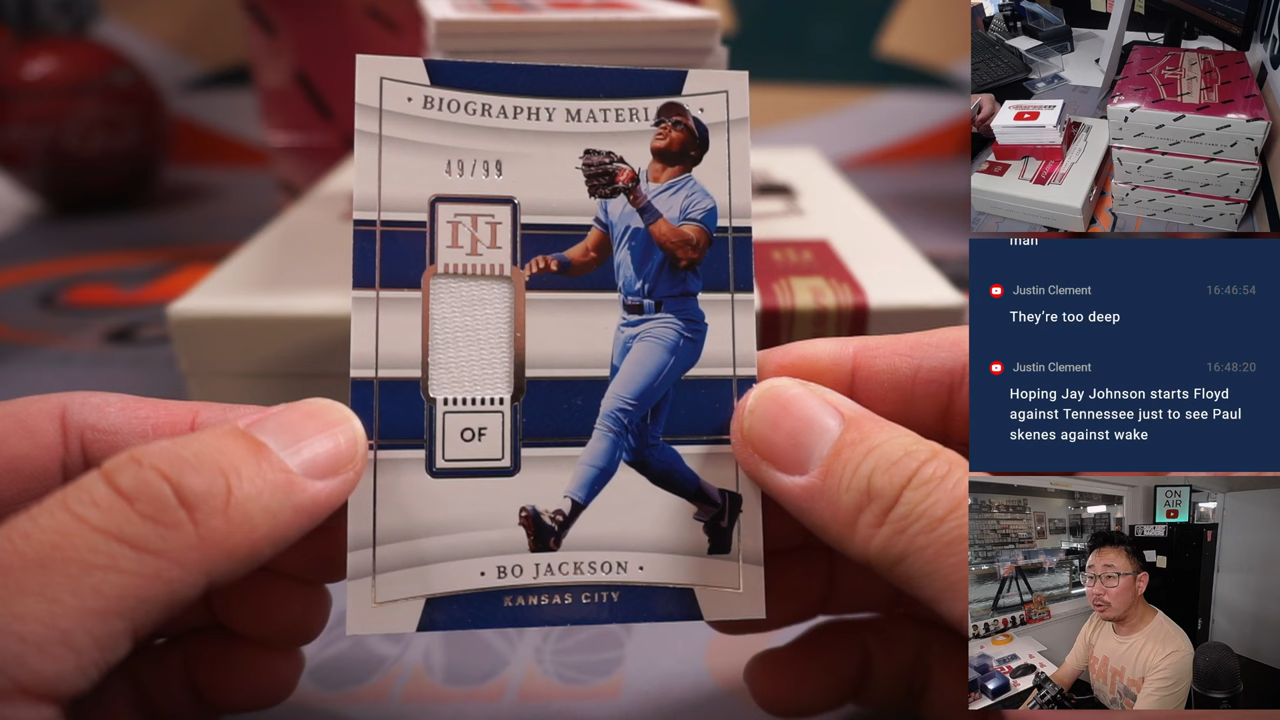 · BIOGRAPHY MATERI
49/99
OF
· BO JACKSON ·
KANSAS CITY
man
Justin Clement 16:46:54
They're too deep
Justin Clement 16:48:20
Hoping Jay Johnson starts Floyd
against Tennessee just to see Paul
skenes against wake
ON
AIR